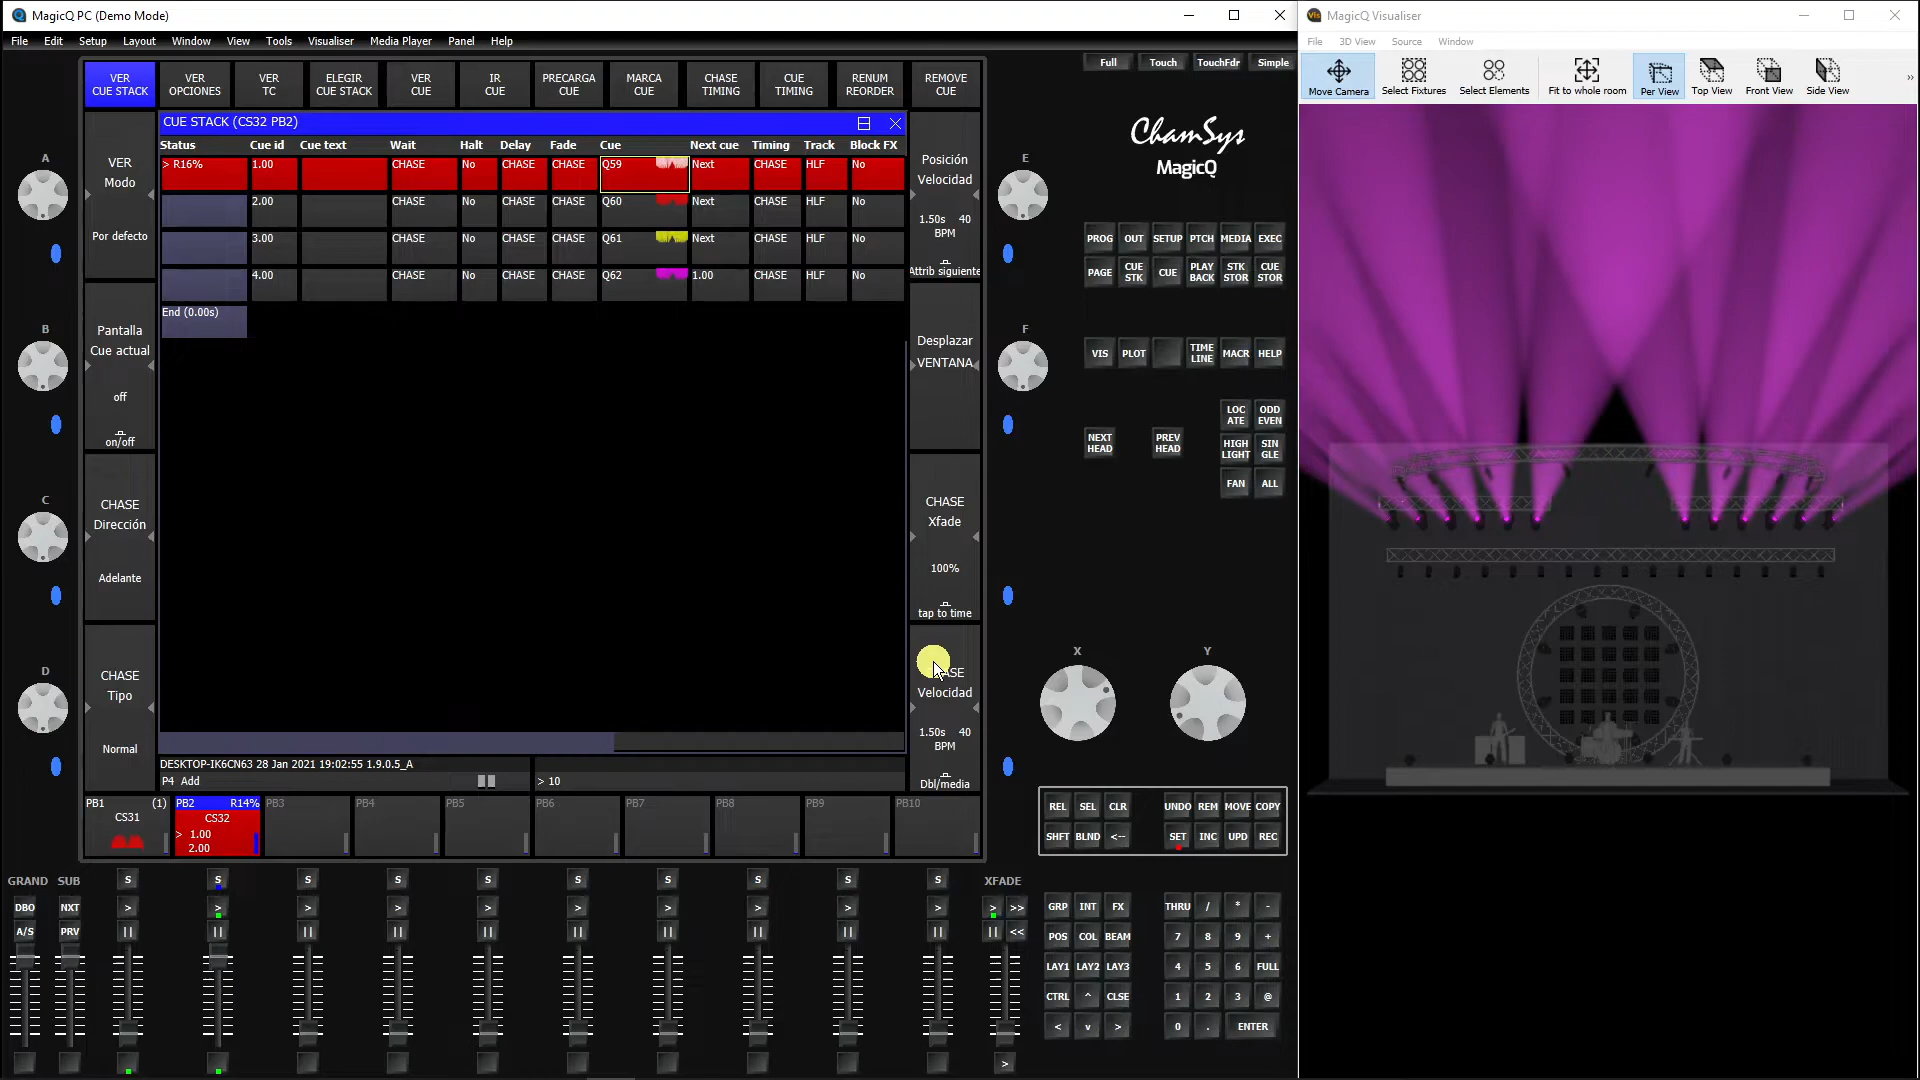 MagicQ PC (Demo Mode)
File Edit Setup Layout Window View Tools Visualiser Media Player Panel Help
VER CUE STACK
VER OPCIONES
VER TC
ELEGIR CUE STACK
VER CUE
IR CUE
PRECARGA CUE
MARCA CUE
CHASE TIMING
CUE TIMING
RENUM REORDER
REMOVE CUE
CUE STACK (CS32 PB2)
Status Cue id Cue text Wait Halt Delay Fade Cue Next cue Timing Track Block FX
> R16% 1.00 CHASE No CHASE CHASE Q59 Next CHASE HLF No
2.00 CHASE No CHASE CHASE Q60 Next CHASE HLF No
3.00 CHASE No CHASE CHASE Q61 Next CHASE HLF No
4.00 CHASE No CHASE CHASE Q62 1.00 CHASE HLF No
End (0.00s)
A
VER
Modo
Por defecto
B
Pantalla
Cue actual
off
on/off
C
CHASE
Dirección
Adelante
D
CHASE
Tipo
Normal
Posición
Velocidad
1.50s 40
BPM
Attrib siguiente
E
Desplazar
VENTANA
F
CHASE
Xfade
100%
tap to time
ASE
Velocidad
1.50s 40
BPM
Dbl/media
DESKTOP-IK6CN63 28 Jan 2021 19:02:55 1.9.0.5_A
P4 Add
> 10
PB1 (1) PB2 R14% PB3 PB4 PB5 PB6 PB7 PB8 PB9 PB10
CS31 CS32
> 1.00
2.00
GRAND SUB S S S S S S S S S S XFADE
DBO NXT > > > > > > > > > > > >>
A/S PRV || || || || || || || || || || || <<
>
Full Touch TouchFdr Simple
ChamSys
MagicQ
PROG OUT SETUP PTCH MEDIA EXEC
PAGE CUE STK CUE PLAY BACK STK STOR CUE STOR
VIS PLOT TIME LINE MACR HELP
LOC ATE ODD EVEN
NEXT HEAD PREV HEAD HIGH LIGHT SIN GLE
FAN ALL
X Y
REL SEL CLR UNDO REM MOVE COPY
SHFT BLND <-- SET INC UPD REC
GRP INT FX THRU / * -
POS COL BEAM 7 8 9 +
LAY1 LAY2 LAY3 4 5 6 FULL
CTRL ^ CLSE 1 2 3 @
< v > 0 . ENTER
Vis MagicQ Visualiser
File 3D View Source Window
Move Camera Select Fixtures Select Elements Fit to whole room Per View Top View Front View Side View »